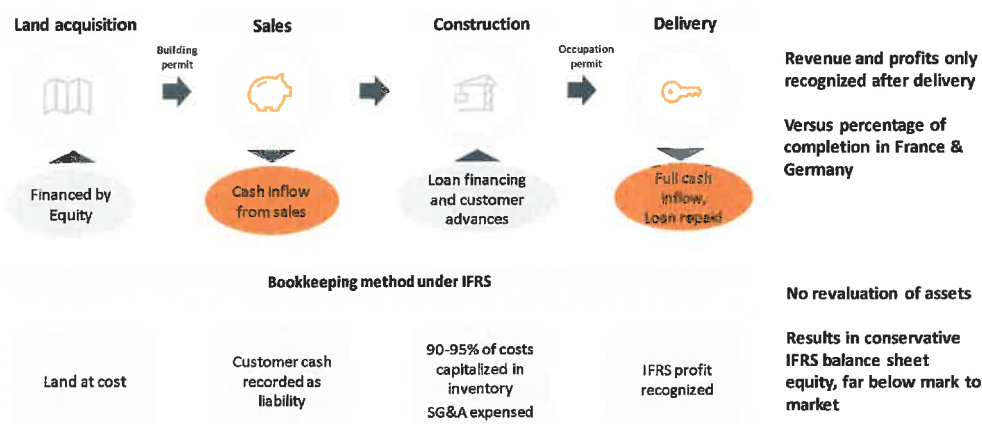 Land acquisition
Sales
Construction
Delivery
Building
permit
Occupation
permit
Revenue and profits only
recognized after delivery
Versus percentage of
completion in France &
Germany
Financed by
Equity
Cash inflow
from sales
Loan financing
and customer
advances
Full cash
inflow,
Loan repaid
Bookkeeping method under IFRS
No revaluation of assets
Results in conservative
IFRS balance sheet
equity, far below mark to
market
Land at cost
Customer cash
recorded as
liability
90-95% of costs
capitalized in
inventory
SG&A expensed
IFRS profit
recognized